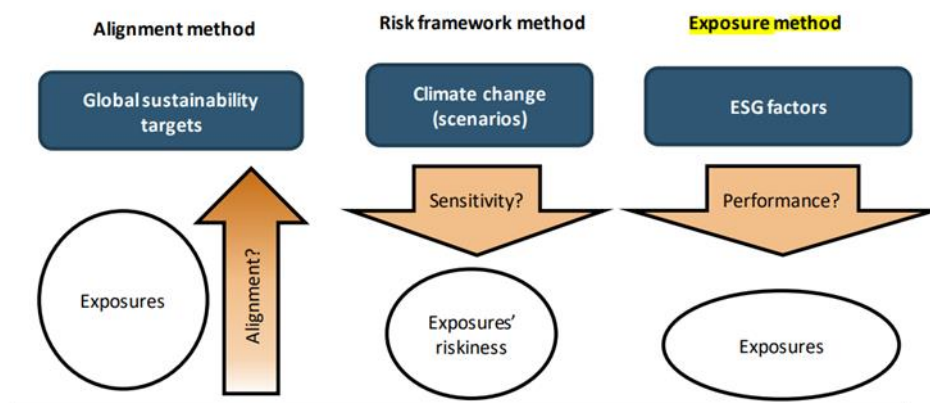 Alignment method
Risk framework method
Exposure method
Global sustainability
targets
Climate change
(scenarios)
ESG factors
Sensitivity?
Performance?
Alignment?
Exposures
Exposures'
riskiness
Exposures